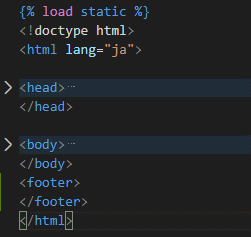 {% load static %}
<!doctype html>
<html lang="ja">
<head>…
</head>
<body>…
</body>
<footer>
</footer>
</html>